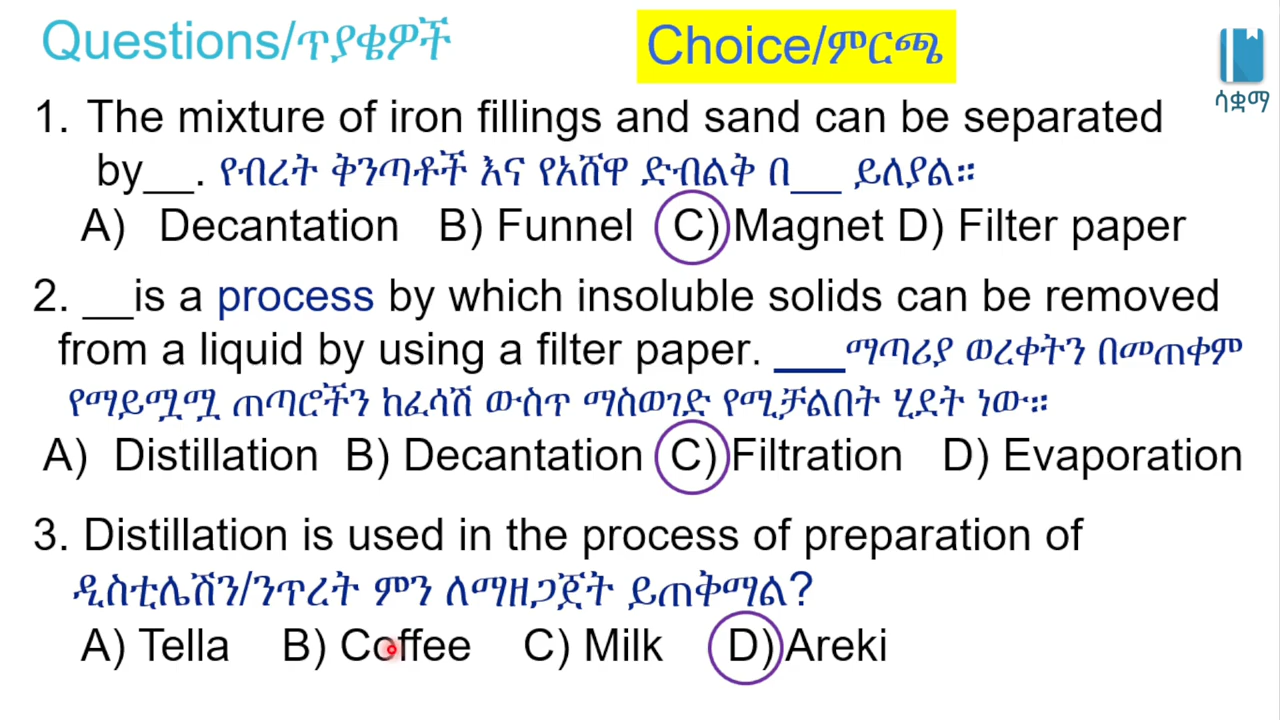 Questions/ጥያቄዎች
Choice/ምርጫ
ሳቋማ
1. The mixture of iron fillings and sand can be separated
by__. የብረት ቅንጣቶች እና የአሸዋ ድብልቅ በ__ ይለያል።
A) Decantation B) Funnel C) Magnet D) Filter paper
2. __is a process by which insoluble solids can be removed
from a liquid by using a filter paper. ___ማጣሪያ ወረቀትን በመጠቀም
የማይሟሟ ጠጣሮችን ከፈሳሽ ውስጥ ማስወገድ የሚቻልበት ሂደት ነው።
A) Distillation B) Decantation C) Filtration D) Evaporation
3. Distillation is used in the process of preparation of
ዲስቲሌሽን/ንጥረት ምን ለማዘጋጀት ይጠቅማል?
A) Tella B) Coffee C) Milk D) Areki